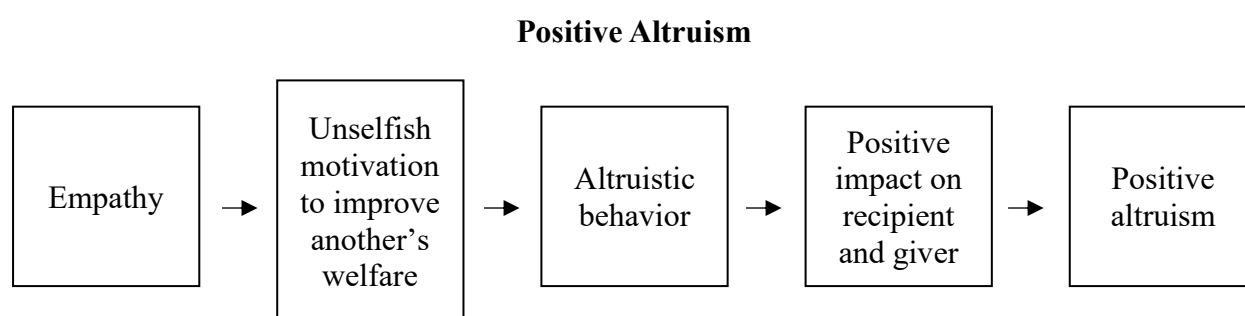 Positive Altruism
Empathy
Unselfish
motivation
to improve
another’s
welfare
Altruistic
behavior
Positive
impact on
recipient
and giver
Positive
altruism